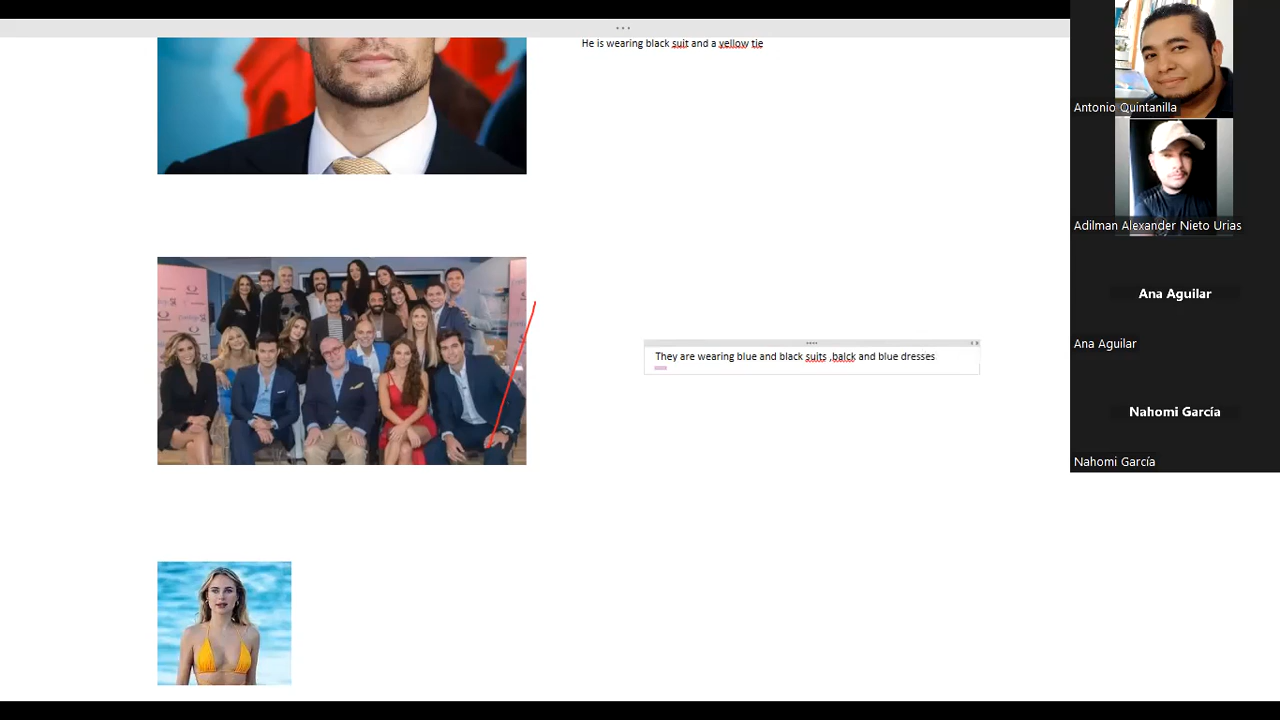 He is wearing black suit and a yellow tie
They are wearing blue and black suits ,balck and blue dresses
Antonio Quintanilla
Adilman Alexander Nieto Urias
Ana Aguilar
Ana Aguilar
Nahomi García
Nahomi García